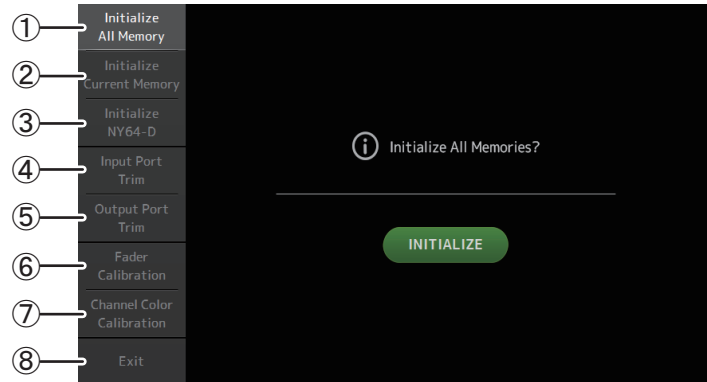 ①
Initialize
All Memory
②
Initialize
Current Memory
③
Initialize
NY64-D
④
Input Port
Trim
⑤
Output Port
Trim
⑥
Fader
Calibration
⑦
Channel Color
Calibration
⑧
Exit
Initialize All Memories?
INITIALIZE